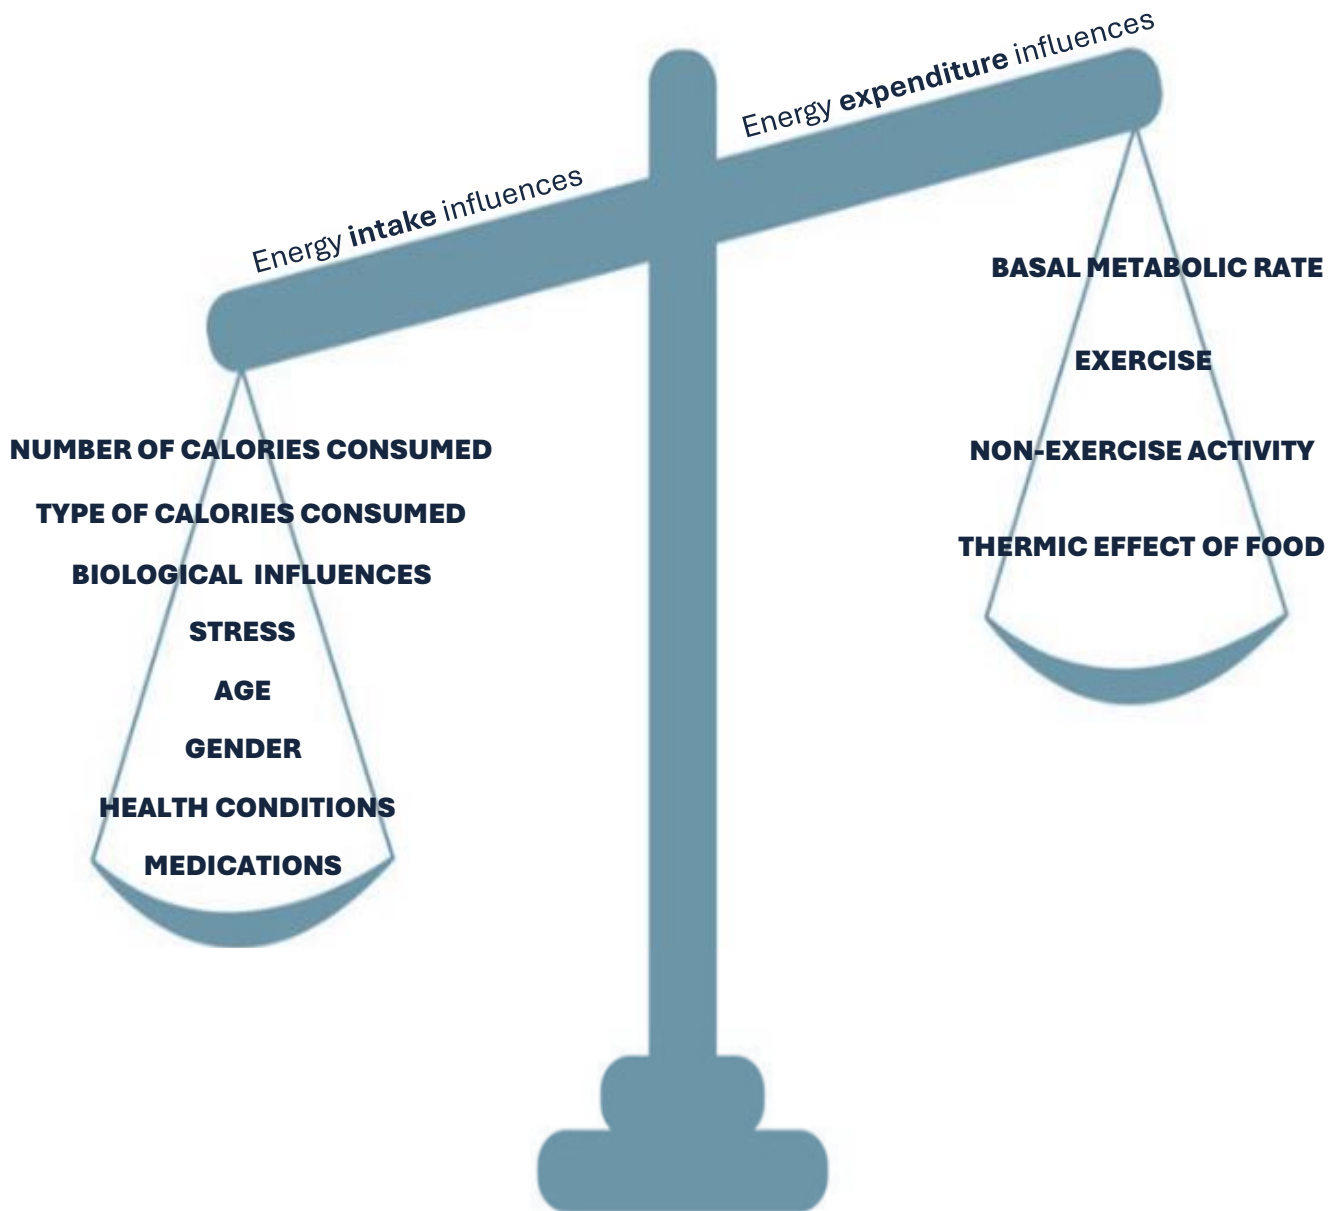 Energy expenditure influences
Energy intake influences
BASAL METABOLIC RATE
EXERCISE
NON-EXERCISE ACTIVITY
THERMIC EFFECT OF FOOD
NUMBER OF CALORIES CONSUMED
TYPE OF CALORIES CONSUMED
BIOLOGICAL INFLUENCES
STRESS
AGE
GENDER
HEALTH CONDITIONS
MEDICATIONS